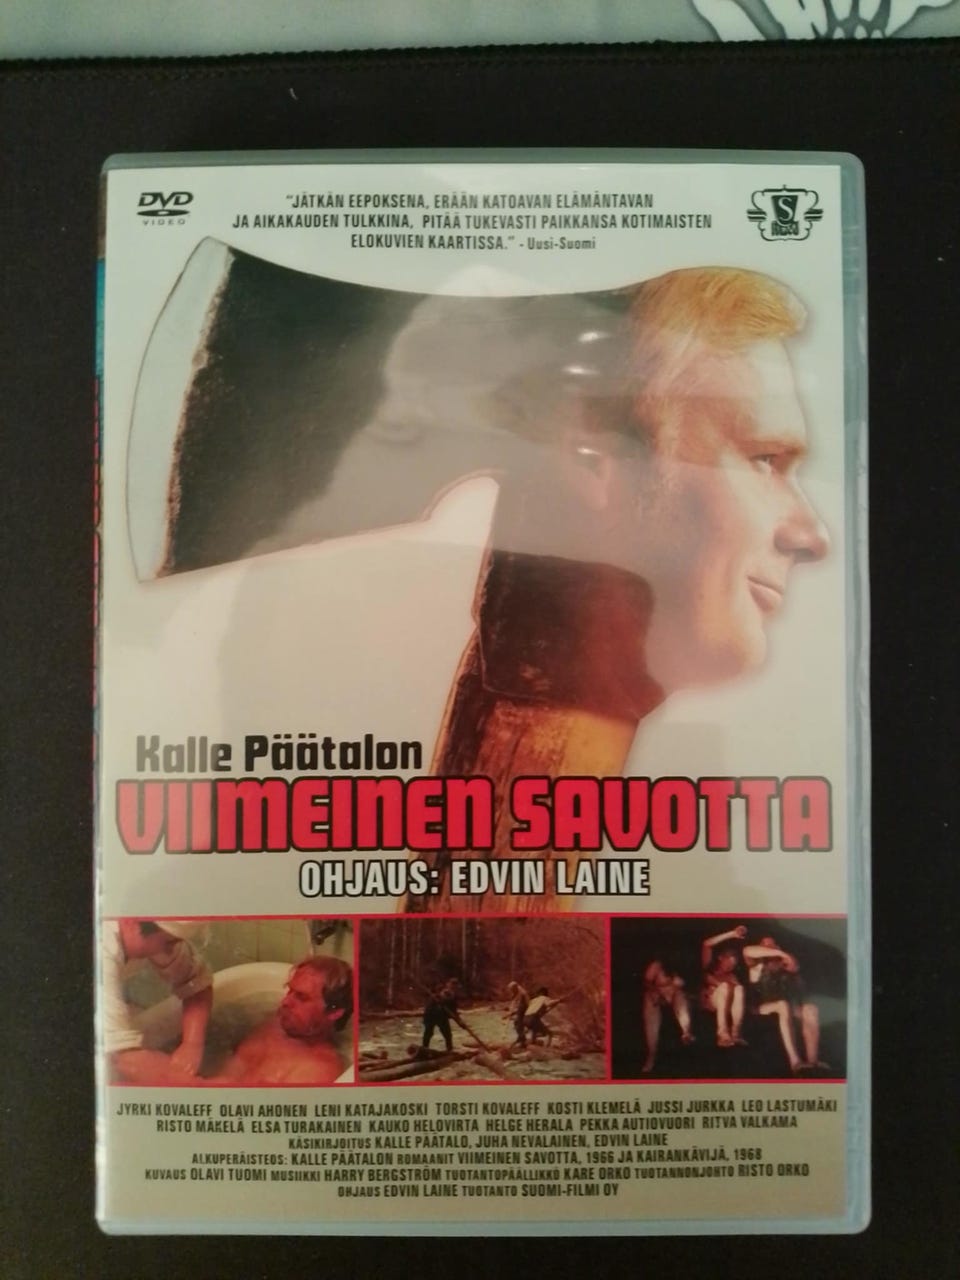 DVD
VIDEO
"JÄTKÄN EEPOKSENA, ERÄÄN KATOAVAN ELÄMÄNTAVAN
JA AIKAKAUDEN TULKKINA, PITÄÄ TUKEVASTI PAIKKANSA KOTIMAISTEN
ELOKUVIEN KAARTISSA." - Uusi-Suomi
S
Kalle Päätalon
VIIMEINEN SAVOTTA
OHJAUS: EDVIN LAINE
JYRKI KOVALEFF OLAVI AHONEN LENI KATAJAKOSKI TORSTI KOVALEFF KOSTI KLEMELÄ JUSSI JURKKA LEO LASTUMÄKI
RISTO MÄKELÄ ELSA TURAKAINEN KAUKO HELOVIRTA HELGE HERALA PEKKA AUTIOVUORI RITVA VALKAMA
KÄSIKIRJOITUS KALLE PÄÄTALO, JUHA NEVALAINEN, EDVIN LAINE
ALKUPERÄISTEOS: KALLE PÄÄTALON ROMAANIT VIIMEINEN SAVOTTA, 1966 JA KAIRANKÄVIJÄ, 1968
KUVAUS OLAVI TUOMI MUSIIKKI HARRY BERGSTRÖM TUOTANTOPÄÄLLIKKÖ KARE ORKO TUOTANNONJOHTO RISTO ORKO
OHJAUS EDVIN LAINE TUOTANTO SUOMI-FILMI OY